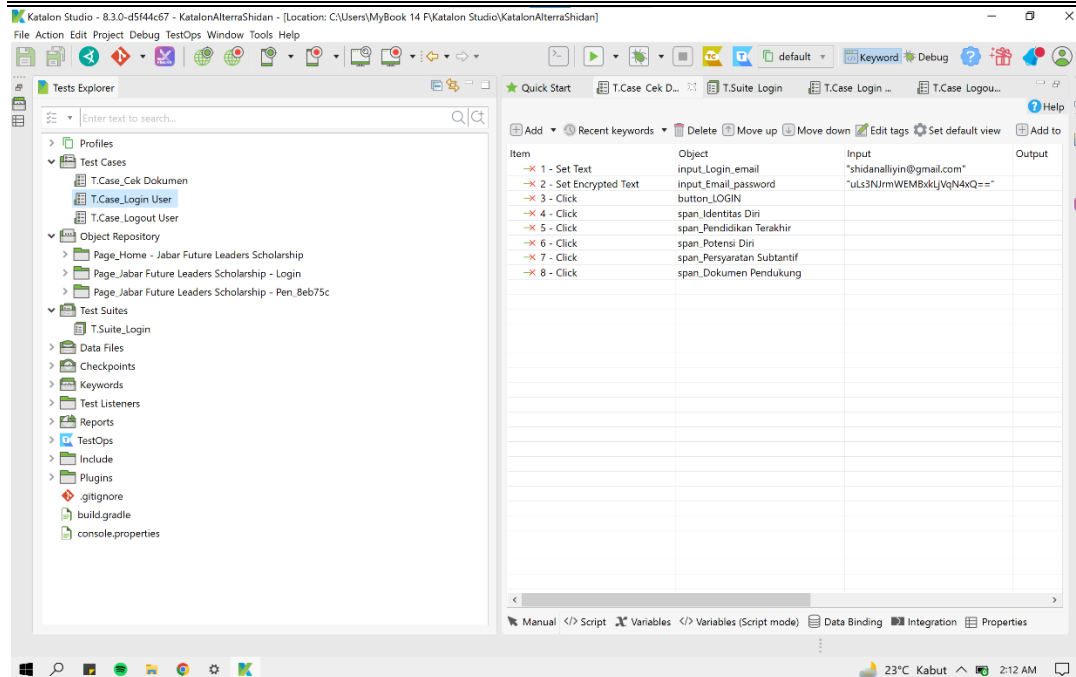 Katalon Studio - 8.3.0-d5f44c67 - KatalonAlterraShidan - [Location: C:\Users\MyBook 14 F\Katalon Studio\KatalonAlterraShidan]
File Action Edit Project Debug TestOps Window Tools Help
default Keyword Debug
Tests Explorer
Quick Start T.Case Cek D... T.Suite Login T.Case Login ... T.Case Logou...
Help
Enter text to search...
Add Recent keywords Delete Move up Move down Edit tags Set default view Add to
Item Object Input Output
1 - Set Text input_Login_email "shidanalliyin@gmail.com"
2 - Set Encrypted Text input_Email_password "uLs3NJrmWEMBxkLjVqN4xQ=="
3 - Click button_LOGIN
4 - Click span_Identitas Diri
5 - Click span_Pendidikan Terakhir
6 - Click span_Potensi Diri
7 - Click span_Persyaratan Subtantif
8 - Click span_Dokumen Pendukung
Profiles
Test Cases
T.Case_Cek Dokumen
T.Case_Login User
T.Case_Logout User
Object Repository
Page_Home - Jabar Future Leaders Scholarship
Page_Jabar Future Leaders Scholarship - Login
Page_Jabar Future Leaders Scholarship - Pen_8eb75c
Test Suites
T.Suite_Login
Data Files
Checkpoints
Keywords
Test Listeners
Reports
TestOps
Include
Plugins
.gitignore
build.gradle
console.properties
Manual Script Variables Variables (Script mode) Data Binding Integration Properties
23°C Kabut 2:12 AM